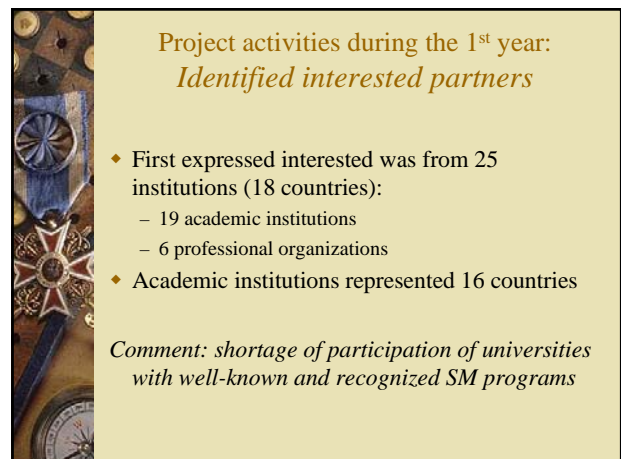 Project activities during the 1st year:
Identified interested partners
First expressed interested was from 25
institutions (18 countries):
– 19 academic institutions
– 6 professional organizations
Academic institutions represented 16 countries
Comment: shortage of participation of universities
with well-known and recognized SM programs